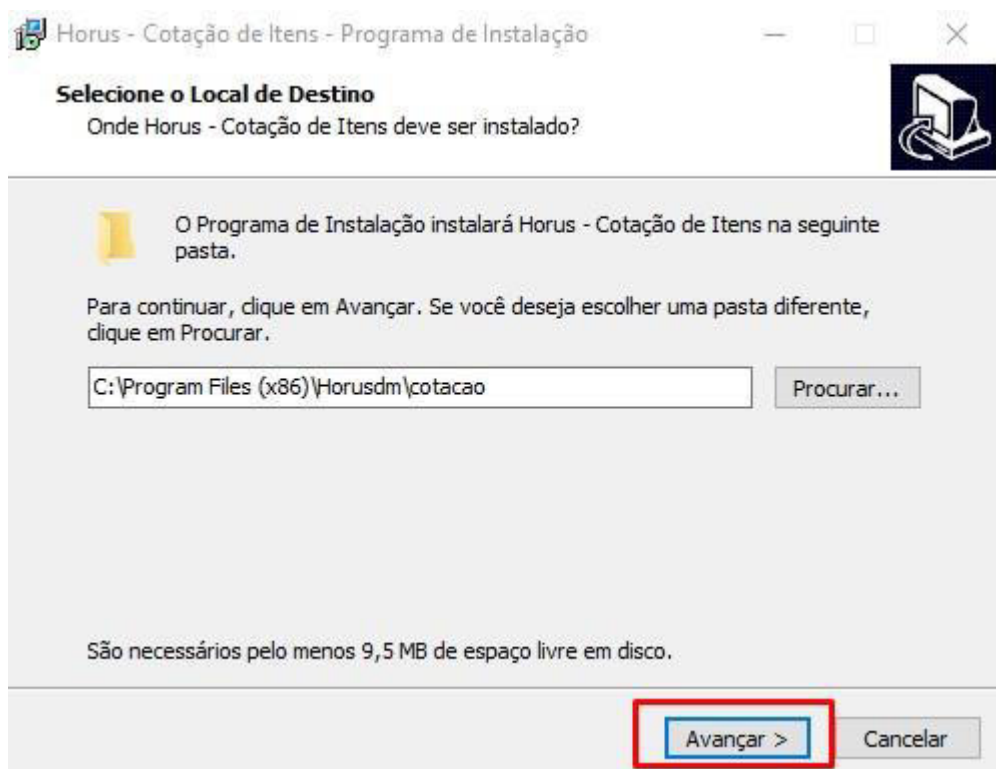 Horus - Cotação de Itens - Programa de Instalação
Selecione o Local de Destino
Onde Horus - Cotação de Itens deve ser instalado?
O Programa de Instalação instalará Horus - Cotação de Itens na seguinte
pasta.
Para continuar, clique em Avançar. Se você deseja escolher uma pasta diferente,
clique em Procurar.
C:\Program Files (x86)\Horusdm\cotacao
Procurar...
São necessários pelo menos 9,5 MB de espaço livre em disco.
Avançar >
Cancelar